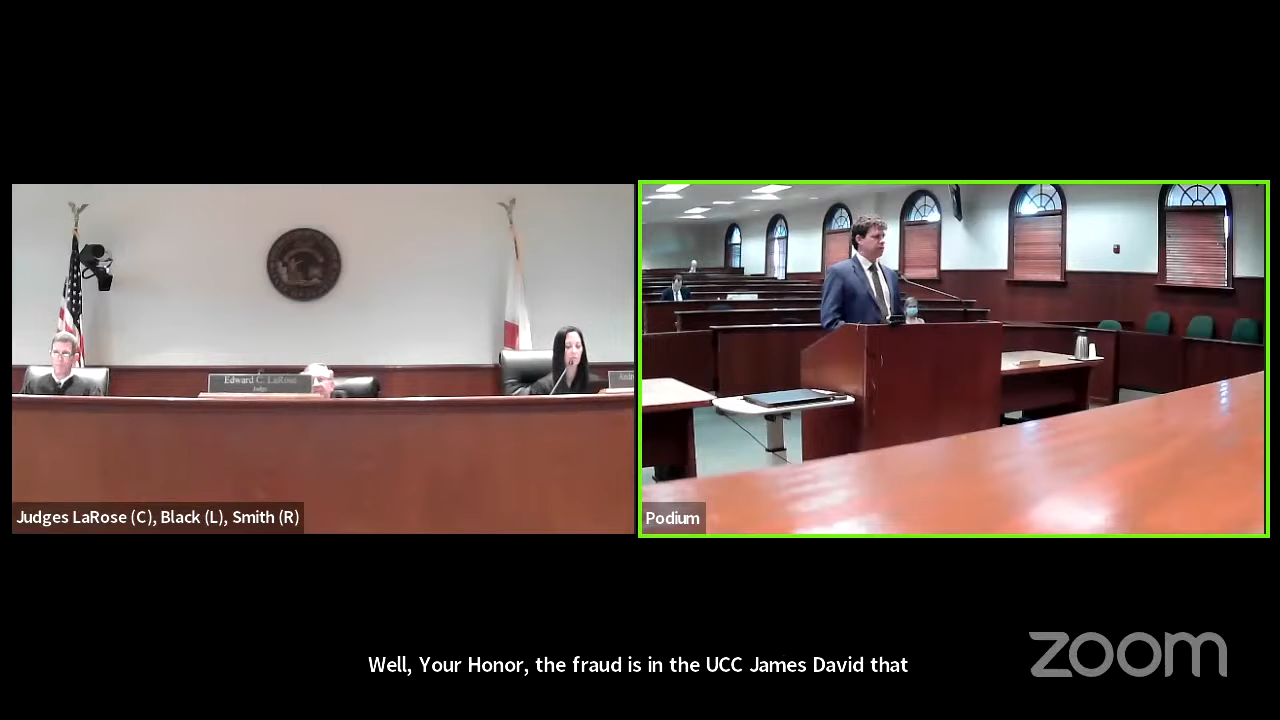 Edward C. LaRose
Judge
Judges LaRose (C), Black (L), Smith (R)
Podium
Well, Your Honor, the fraud is in the UCC James David that
zoom